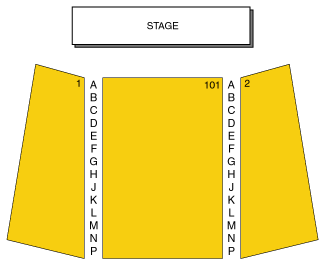 STAGE
1 A 101 A 2
B B
C C
D D
E E
F F
G G
H H
J J
K K
L L
M M
N N
P P